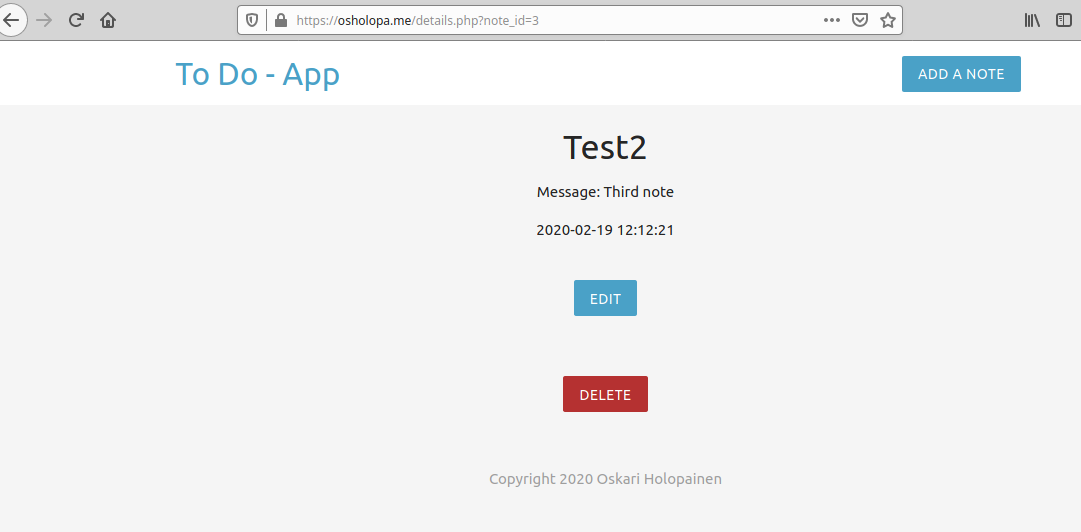 https://osholopa.me/details.php?note_id=3
To Do - App
ADD A NOTE
Test2
Message: Third note
2020-02-19 12:12:21
EDIT
DELETE
Copyright 2020 Oskari Holopainen